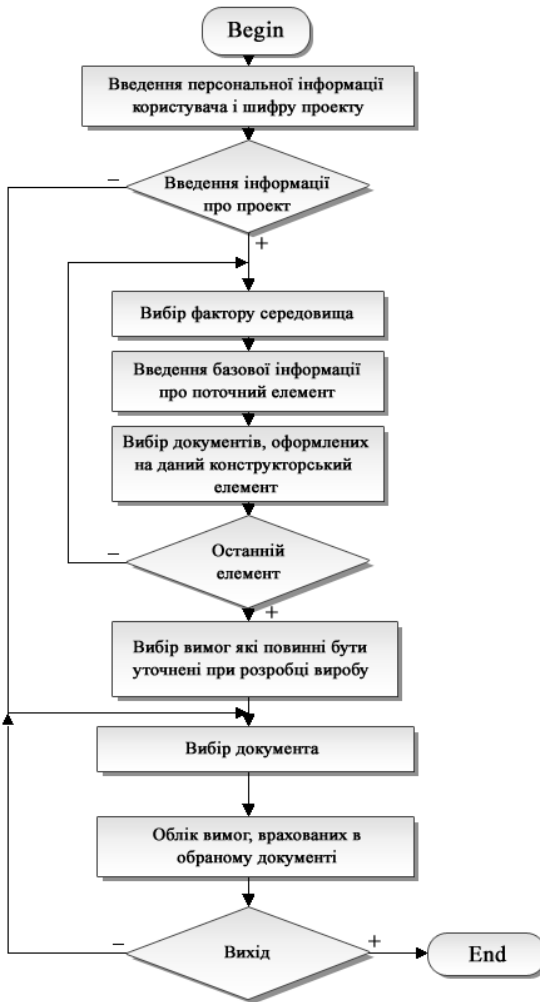 Begin
Введення персональної інформації
користувача і шифру проекту
–
Введення інформації
про проект
+
Вибір фактору середовища
Введення базової інформації
про поточний елемент
Вибір документів, оформлених
на даний конструкторський
елемент
–
Останній
елемент
+
Вибір вимог які повинні бути
уточнені при розробці виробу
Вибір документа
Облік вимог, врахованих в
обраному документі
–
Вихід
+
End